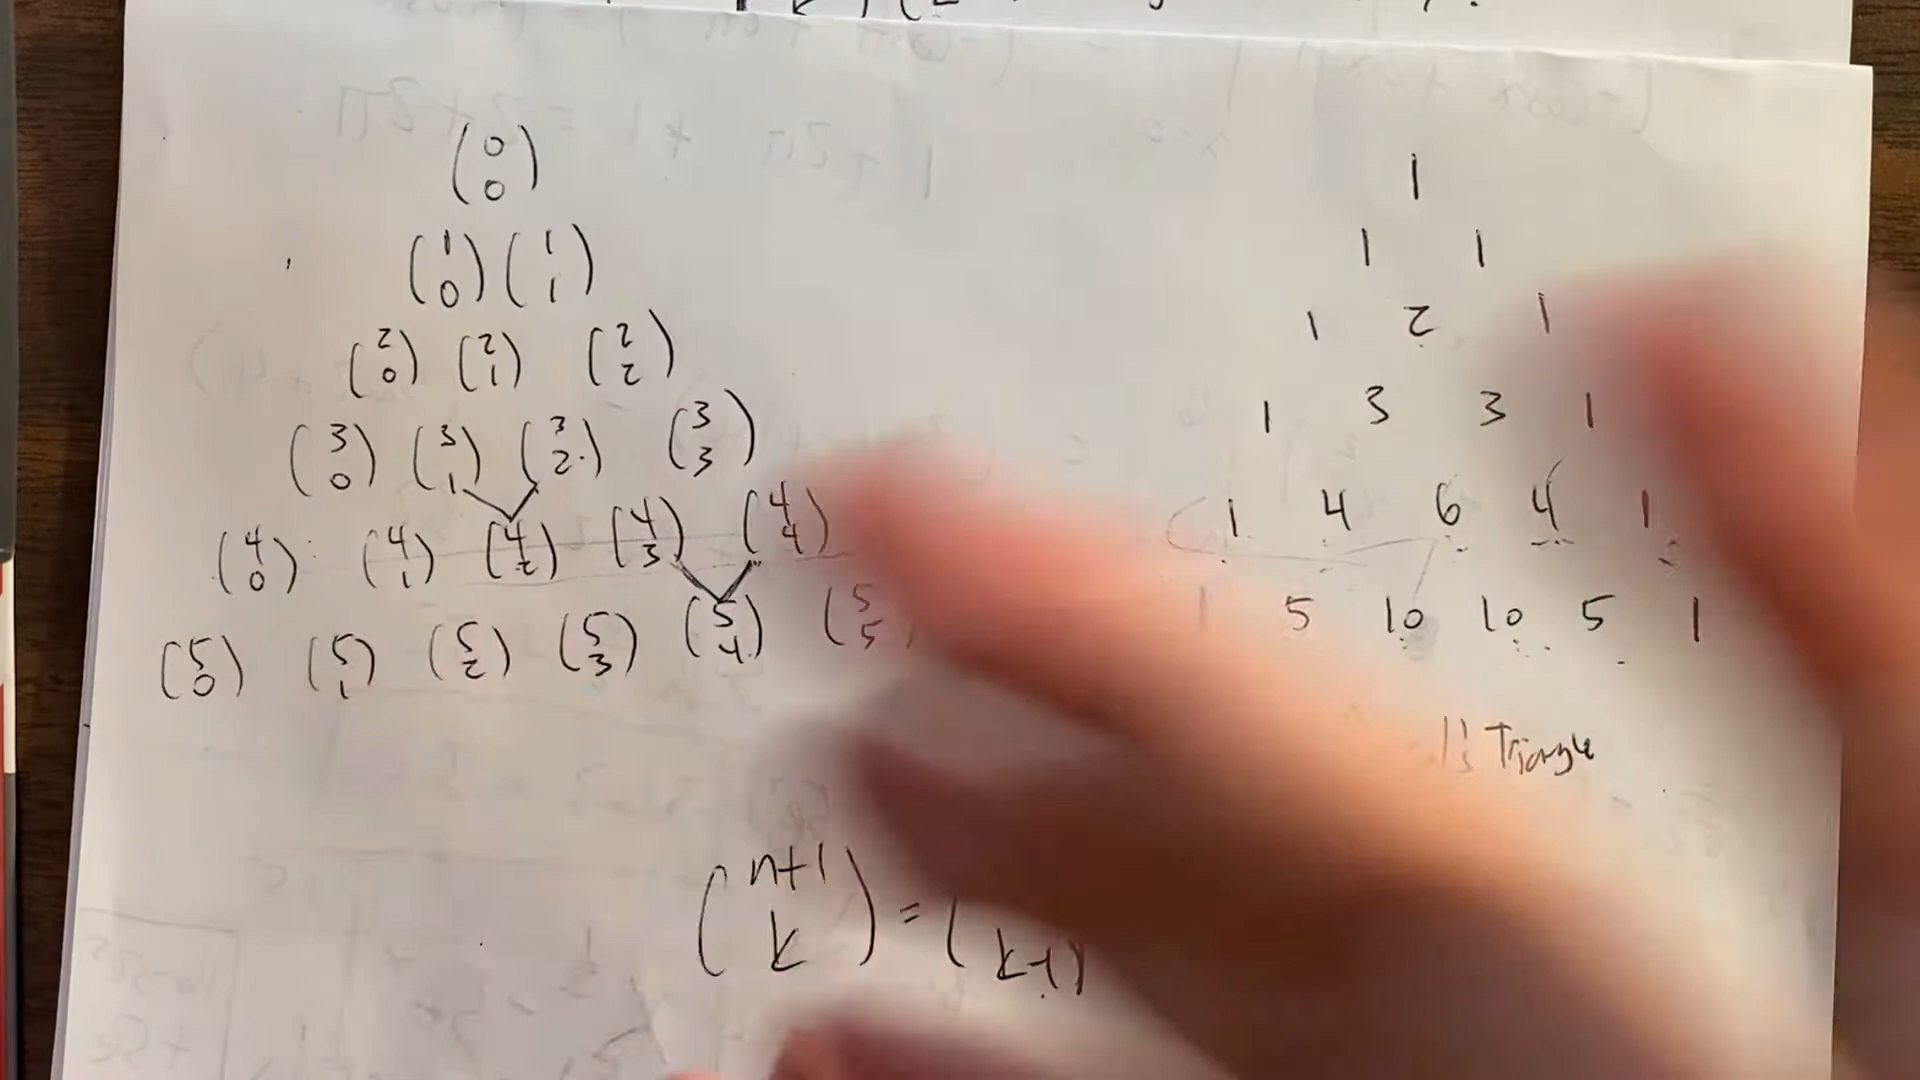 (0 0)
(1 0) (1 1)
(2 0) (2 1) (2 2)
(3 0) (3 1) (3 2) (3 3)
(4 0) (4 1) (4 2) (4 3) (4 4)
(5 0) (5 1) (5 2) (5 3) (5 4) (5 5)
1
1 1
1 2 1
1 3 3 1
1 4 6 4 1
1 5 10 10 5 1
Triangle
(n+1 k) = ( k-1)